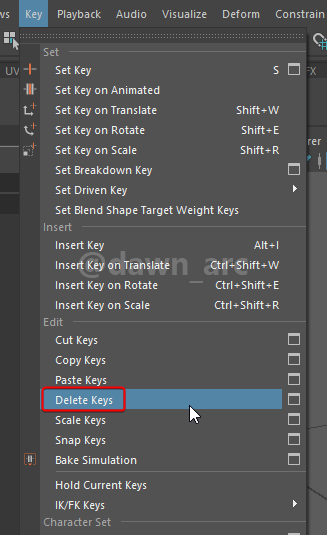 ws Key Playback Audio Visualize Deform Constrain
UV
FX
Set
Set Key S
Set Key on Animated
Set Key on Translate Shift+W
Set Key on Rotate Shift+E
rer
Set Key on Scale Shift+R
Set Breakdown Key
Set Driven Key
Set Blend Shape Target Weight Keys
Insert
Insert Key Alt+I
Insert Key on Translate Ctrl+Shift+W
@dawn_arc
Insert Key on Rotate Ctrl+Shift+E
Insert Key on Scale Ctrl+Shift+R
Edit
Cut Keys
Copy Keys
Paste Keys
Delete Keys
Scale Keys
Snap Keys
Bake Simulation
Hold Current Keys
IK/FK Keys
Character Set